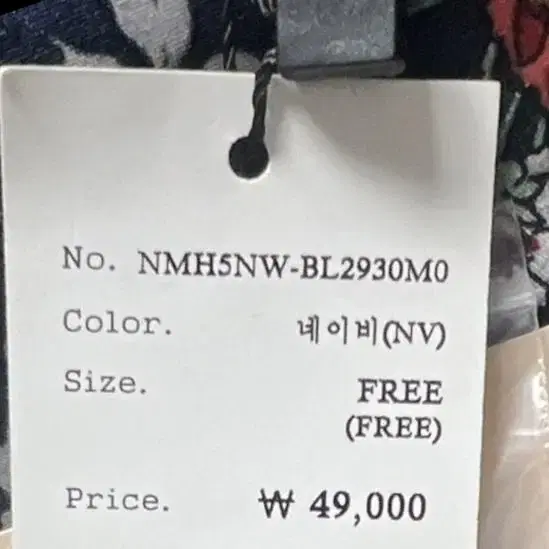 No. NMH5NW-BL2930M0
Color. 네이비(NV)
Size. FREE
(FREE)
Price. ₩ 49,000